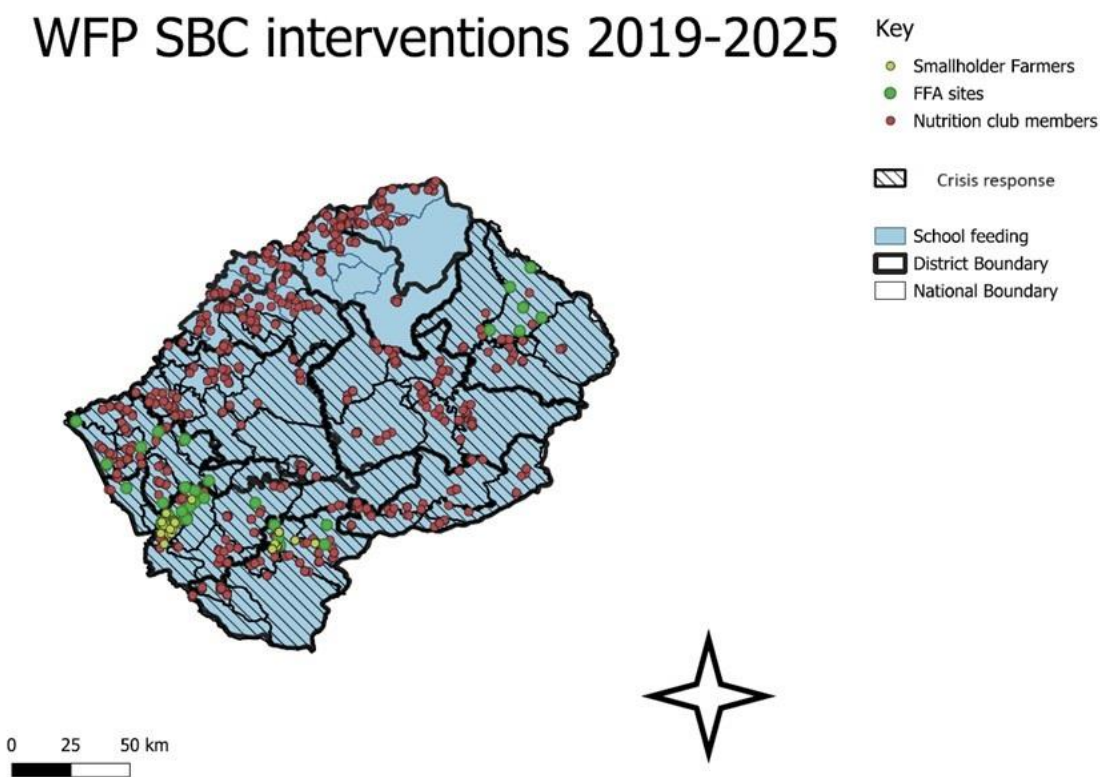 WFP SBC interventions 2019-2025
Key
Smallholder Farmers
FFA sites
Nutrition club members
Crisis response
School feeding
District Boundary
National Boundary
0 25 50 km